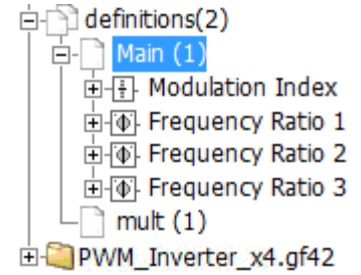 definitions(2)
Main (1)
Modulation Index
Frequency Ratio 1
Frequency Ratio 2
Frequency Ratio 3
mult (1)
PWM_Inverter_x4.gf42